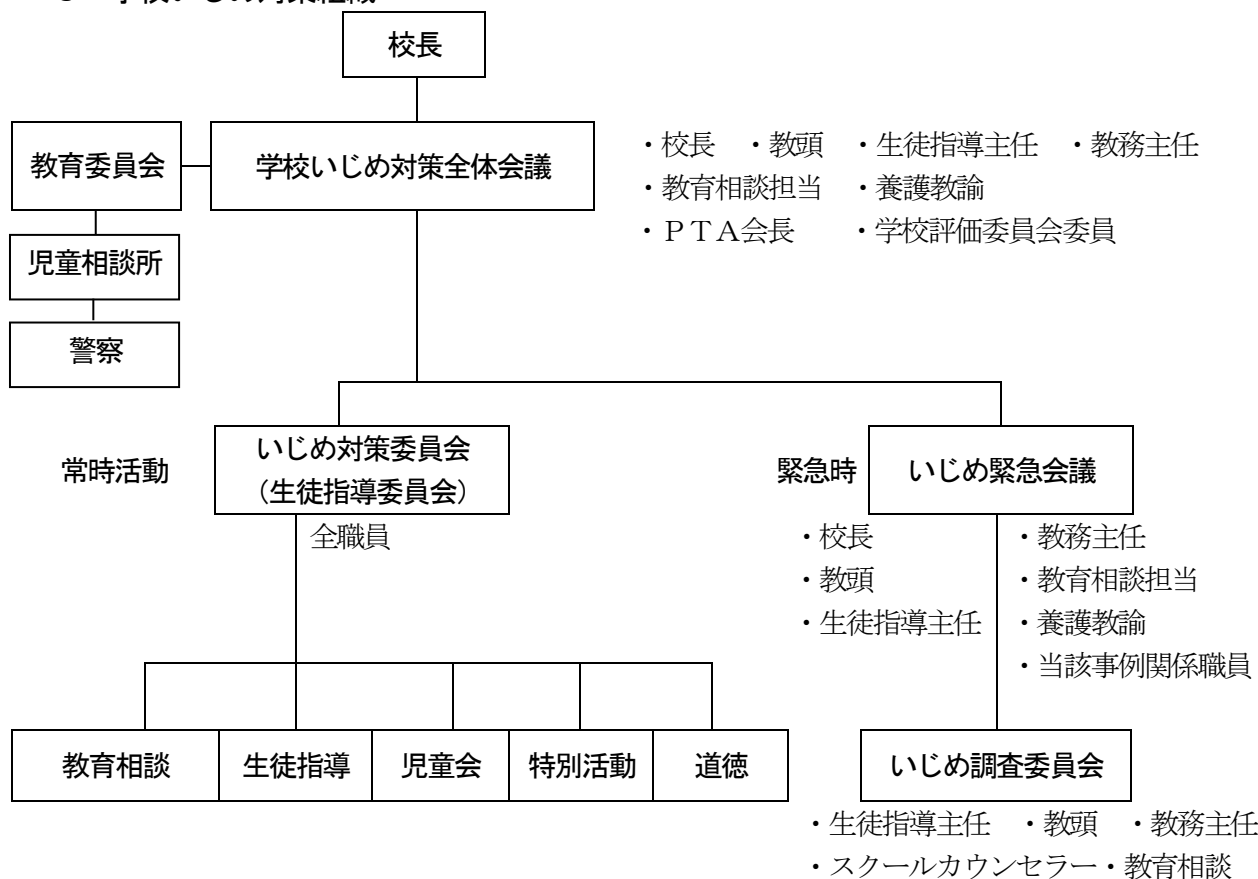 校長
教育委員会
学校いじめ対策全体会議
・校長　・教頭　・生徒指導主任　・教務主任
・教育相談担当　・養護教諭
・ＰＴＡ会長　　・学校評価委員会委員
児童相談所
警察
常時活動
いじめ対策委員会
（生徒指導委員会）
全職員
緊急時
いじめ緊急会議
・校長
・教頭
・生徒指導主任
・教務主任
・教育相談担当
・養護教諭
・当該事例関係職員
教育相談
生徒指導
児童会
特別活動
道徳
いじめ調査委員会
・生徒指導主任　・教頭　・教務主任
・スクールカウンセラー・教育相談